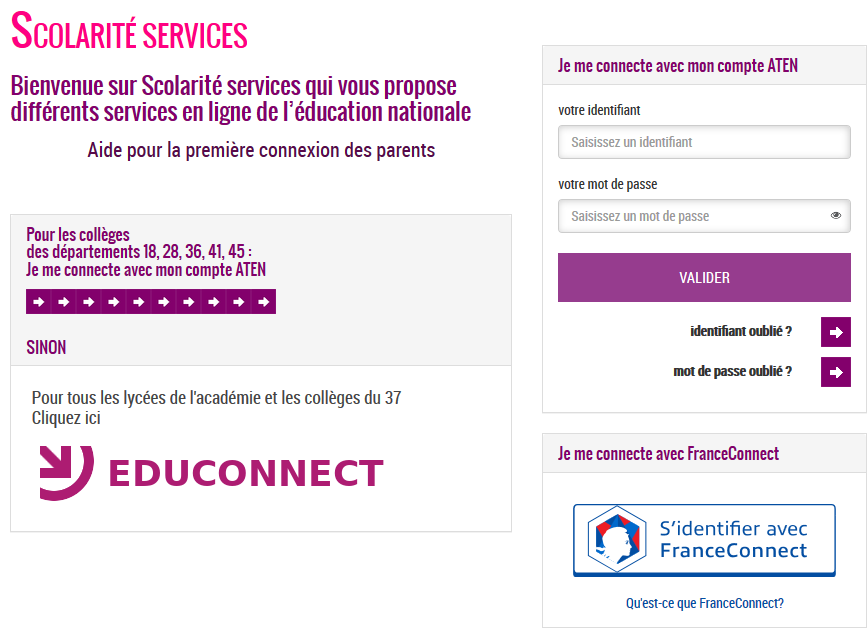 SCOLARITÉ SERVICES
Bienvenue sur Scolarité services qui vous propose
différents services en ligne de l'éducation nationale
Aide pour la première connexion des parents
Pour les collèges
des départements 18, 28, 36, 41, 45 :
Je me connecte avec mon compte ATEN
SINON
Pour tous les lycées de l'académie et les collèges du 37
Cliquez ici
EDUCONNECT
Je me connecte avec mon compte ATEN
votre identifiant
Saisissez un identifiant
votre mot de passe
Saisissez un mot de passe
VALIDER
identifiant oublié ?
mot de passe oublié ?
Je me connecte avec FranceConnect
S'identifier avec
FranceConnect
Qu'est-ce que FranceConnect?